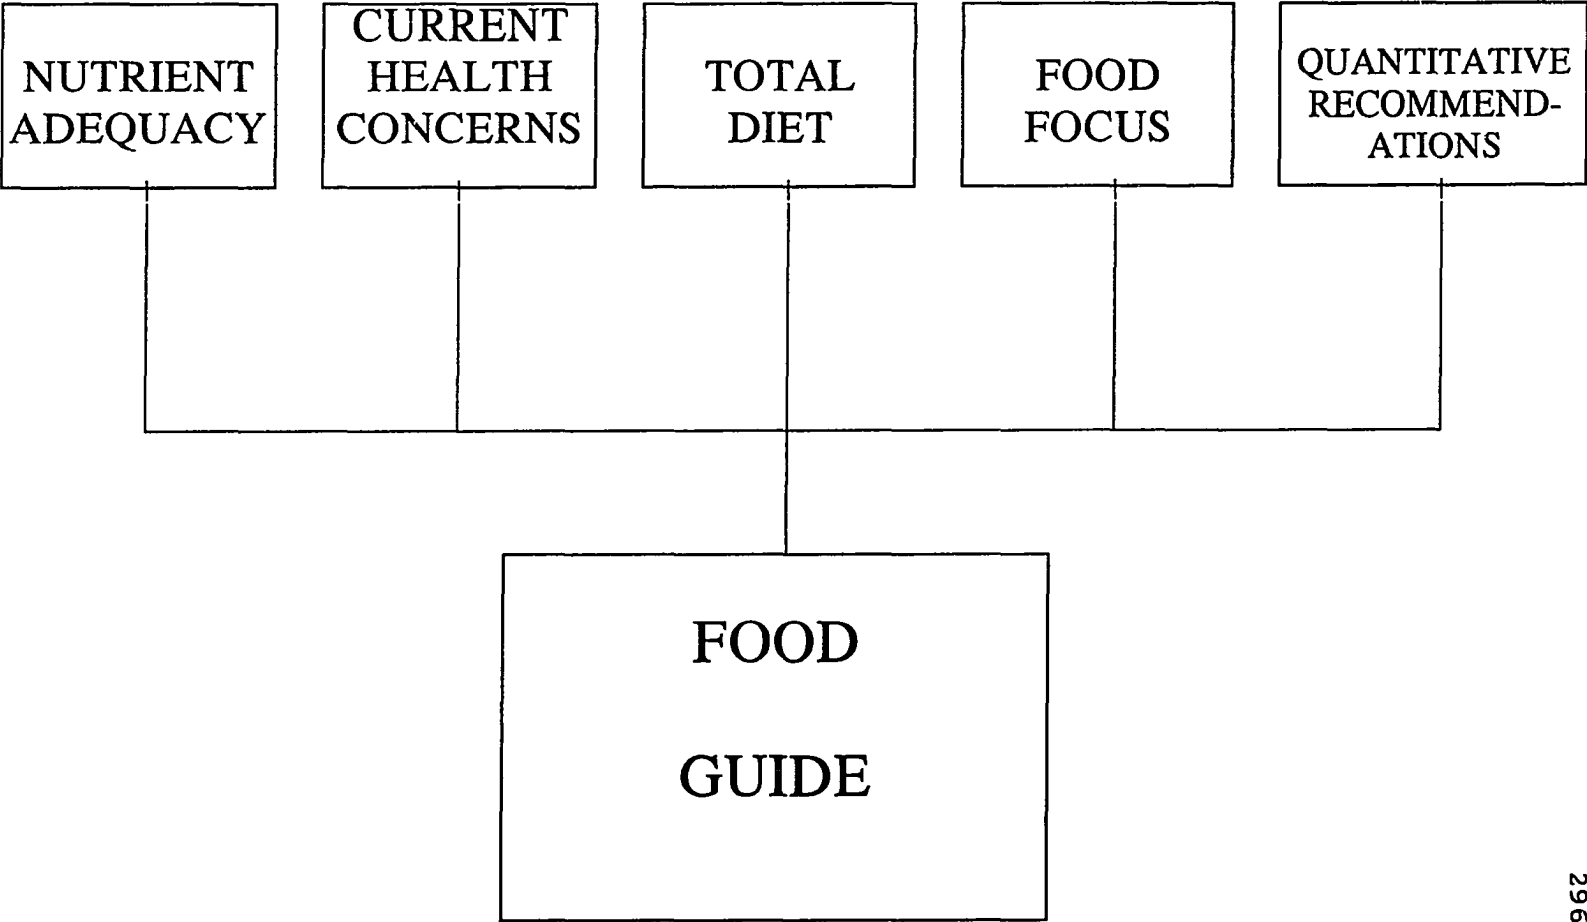 NUTRIENT
ADEQUACY
CURRENT
HEALTH
CONCERNS
TOTAL
DIET
FOOD
FOCUS
QUANTITATIVE
RECOMMEND-
ATIONS
FOOD
GUIDE
296